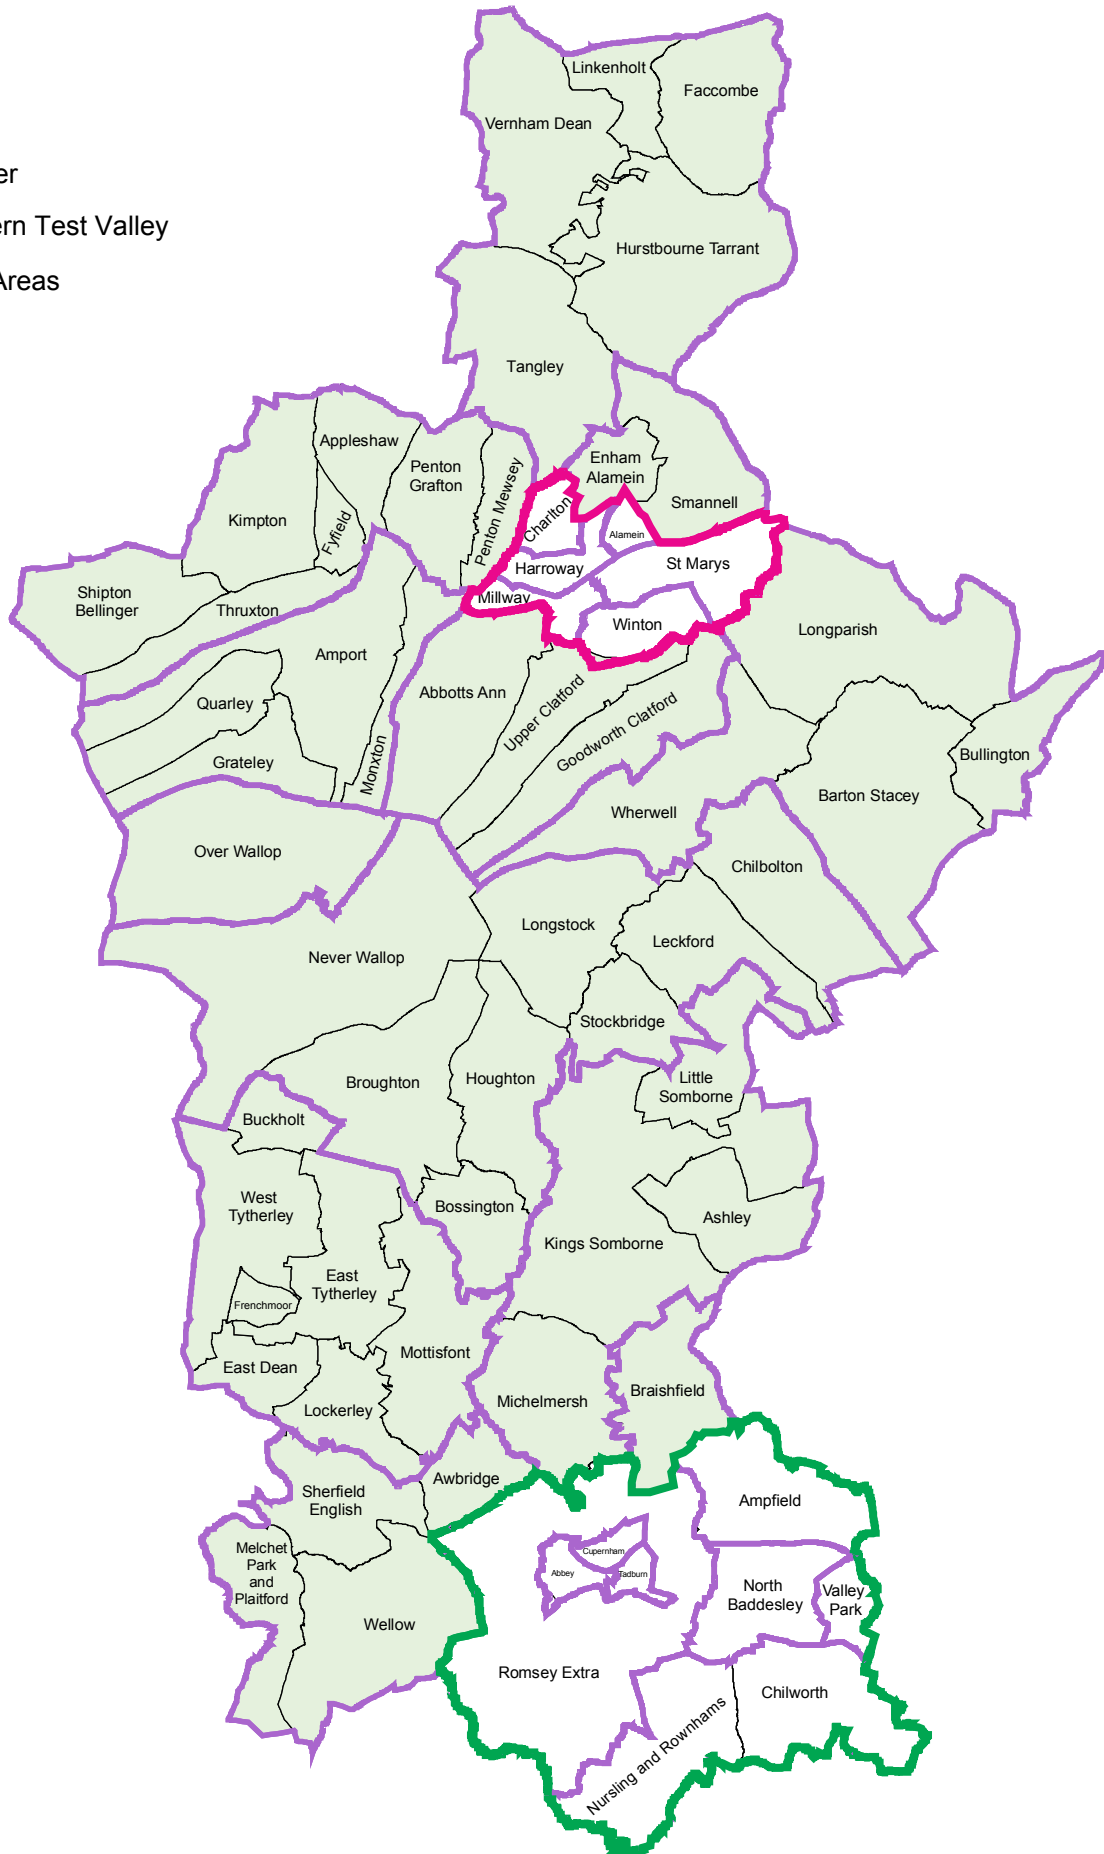 er
ern Test Valley
Areas
Linkenholt
Faccombe
Vernham Dean
Hurstbourne Tarrant
Tangley
Appleshaw
Penton
Grafton
Penton Mewsey
Enham
Alamein
Smannell
Kimpton
Fyfield
Charlton
Alamein
St Marys
Harroway
Millway
Winton
Shipton
Bellinger
Thruxton
Longparish
Amport
Abbotts Ann
Upper Clatford
Goodworth Clatford
Quarley
Grateley
Monxton
Bullington
Barton Stacey
Wherwell
Over Wallop
Chilbolton
Longstock
Leckford
Never Wallop
Stockbridge
Broughton
Houghton
Little
Somborne
Buckholt
West
Tytherley
Bossington
Ashley
Kings Somborne
East
Tytherley
Frenchmoor
Mottisfont
East Dean
Lockerley
Michelmersh
Braishfield
Awbridge
Sherfield
English
Ampfield
Melchet
Park
and
Plaitford
Cupernham
Abbey
Tadburn
North
Baddesley
Valley
Park
Wellow
Romsey Extra
Chilworth
Nursling and Rownhams